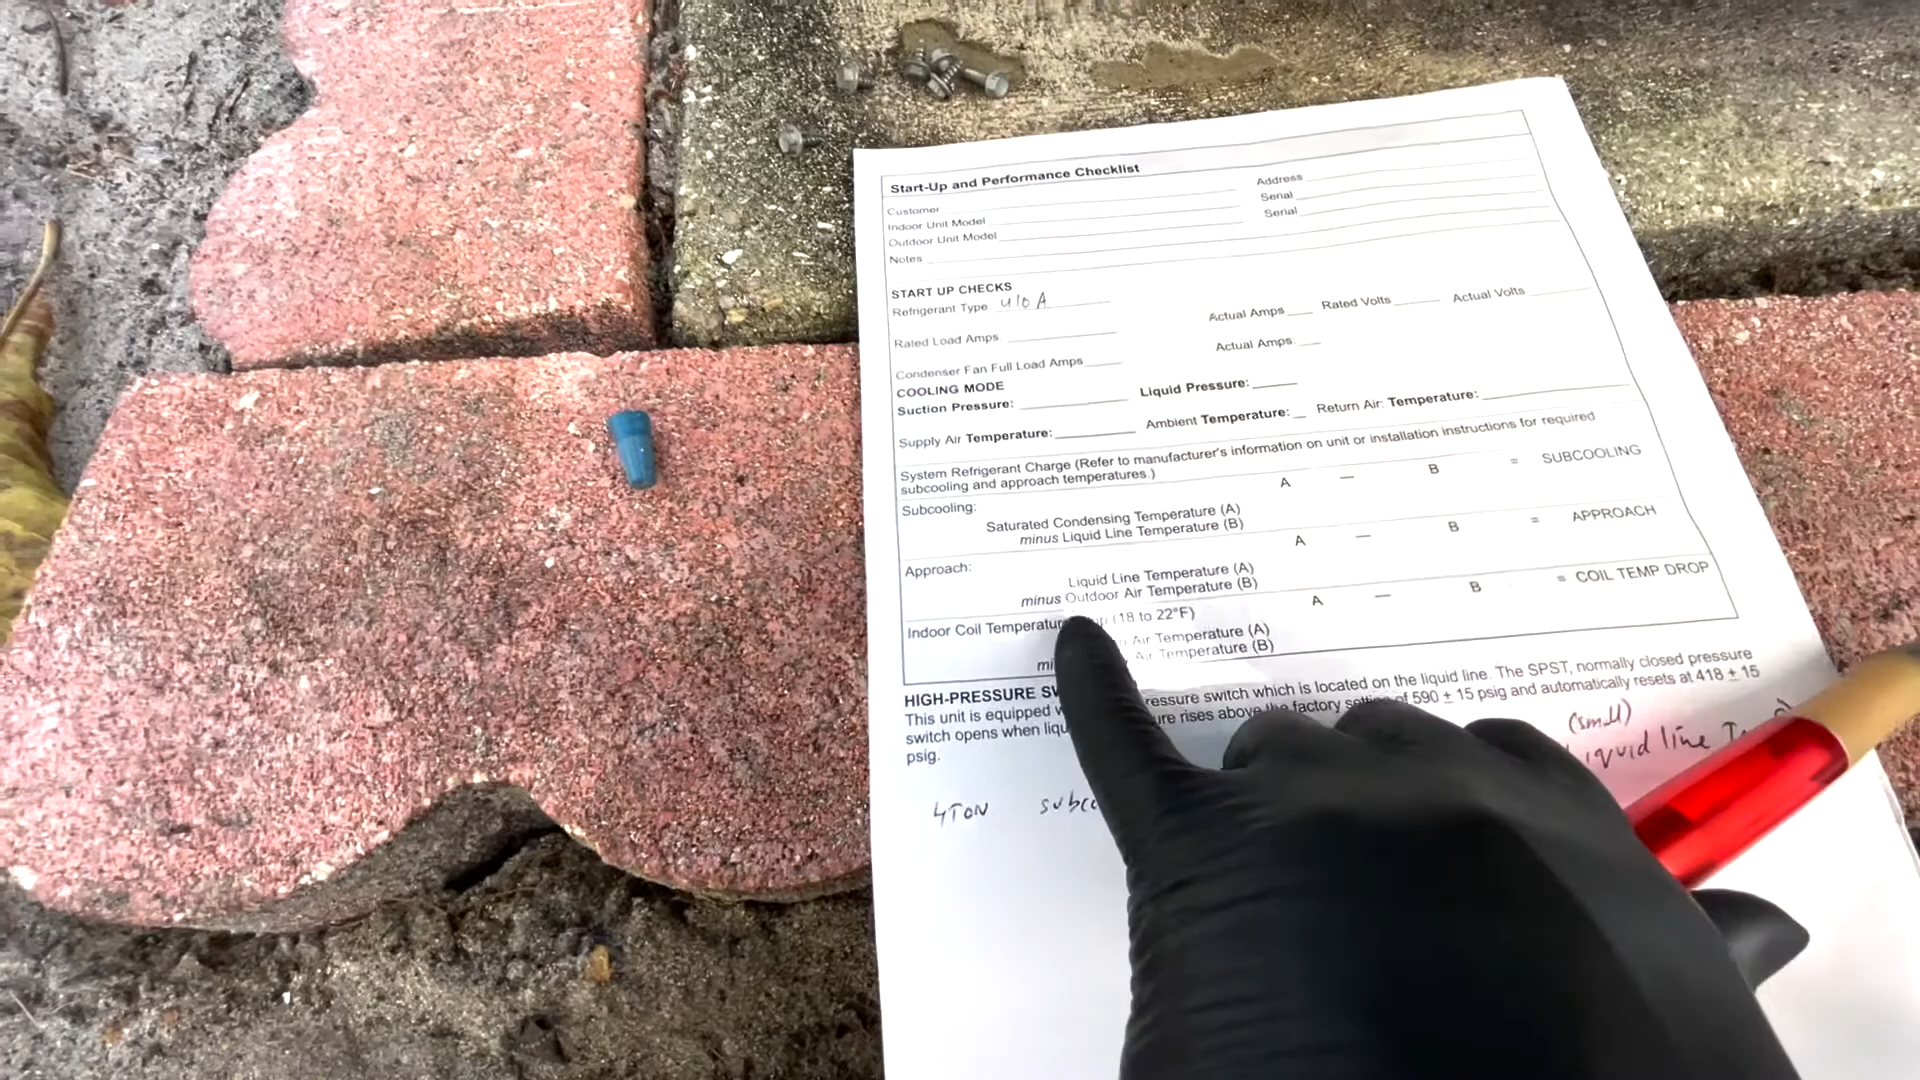 Start-Up and Performance Checklist
Customer
Address
Indoor Unit Model
Serial
Outdoor Unit Model
Serial
Notes
START UP CHECKS
Refrigerant Type 410A
Rated Load Amps
Actual Amps
Rated Volts
Actual Volts
Condenser Fan Full Load Amps
Actual Amps
COOLING MODE
Suction Pressure:
Liquid Pressure:
Supply Air Temperature:
Ambient Temperature:
Return Air: Temperature:
System Refrigerant Charge (Refer to manufacturer's information on unit or installation instructions for required
subcooling and approach temperatures.)
Subcooling:
A — B = SUBCOOLING
Saturated Condensing Temperature (A)
minus Liquid Line Temperature (B)
Approach:
A — B = APPROACH
Liquid Line Temperature (A)
minus Outdoor Air Temperature (B)
Indoor Coil (18 to 22°F)
A — B = COIL TEMP DROP
Air Temperature (A)
Air Temperature (B)
HIGH-PRESSURE
This unit is equipped switch which is located on the liquid line. The SPST, normally closed pressure
switch opens when rises above the factory setting of 590 ± 15 psig and automatically resets at 418 ± 15
psig.
(small)
liquid line
4TON